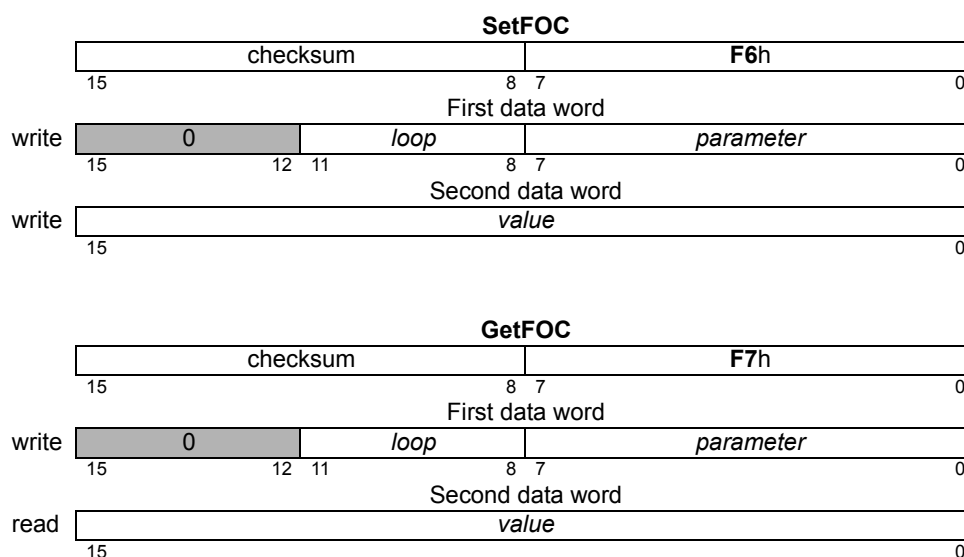 SetFOC
checksum F6h
15 8 7 0
First data word
write 0 loop parameter
15 12 11 8 7 0
Second data word
write value
15 0
GetFOC
checksum F7h
15 8 7 0
First data word
write 0 loop parameter
15 12 11 8 7 0
Second data word
read value
15 0